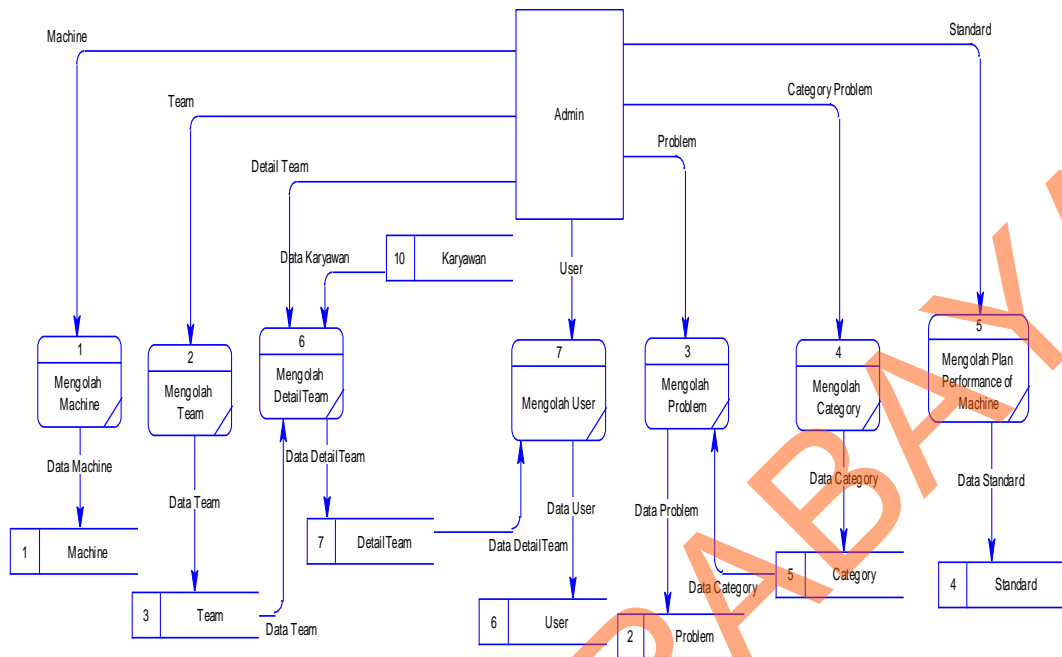 Machine
Standard
Team
Category Problem
Admin
Problem
Detail Team
Data Karyawan
10
Karyawan
User
1
Mengolah
Machine
2
Mengolah
Team
6
Mengolah
DetailTeam
7
Mengolah User
3
Mengolah
Problem
4
Mengolah
Category
5
Mengolah Plan
Performance of
Machine
Data Machine
Data Team
Data DetailTeam
Data User
Data Problem
Data Category
Data Standard
1
Machine
7
DetailTeam
Data DetailTeam
5
Category
Data Category
4
Standard
3
Team
Data Team
6
User
2
Problem
RABAYA